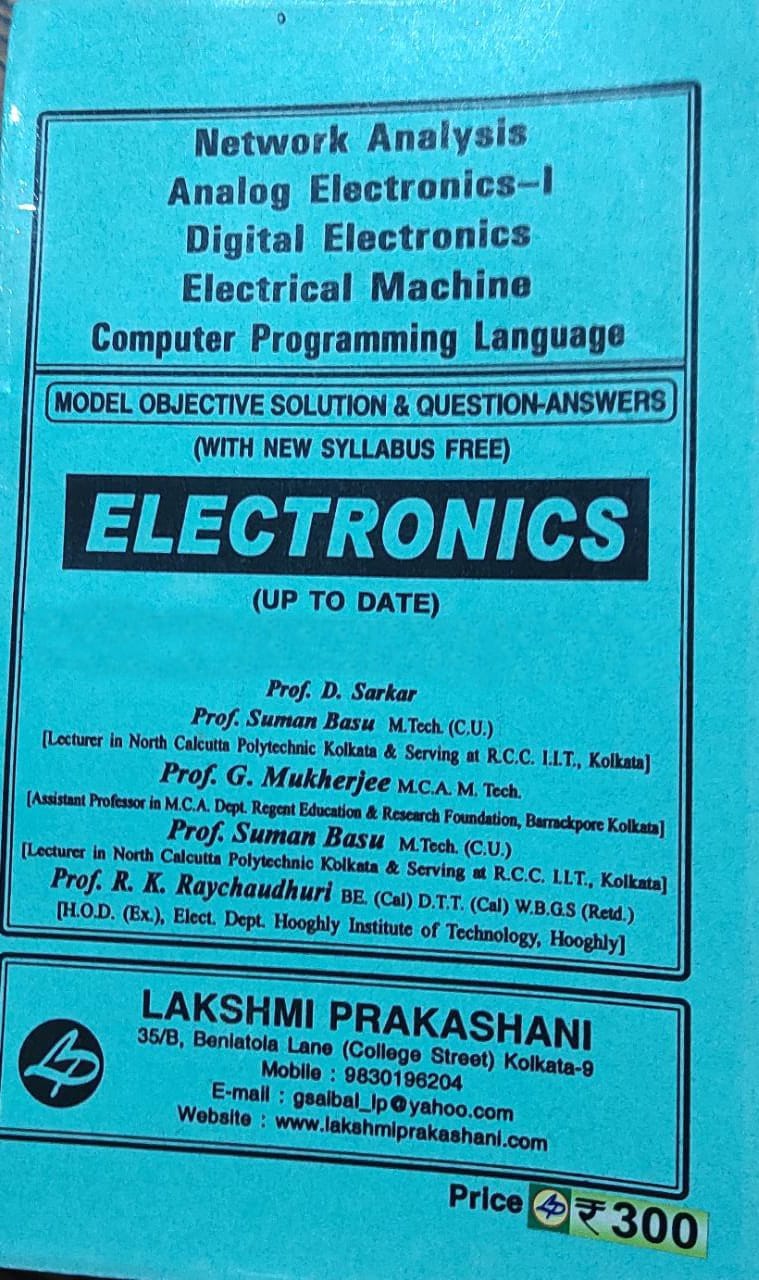 Network Analysis
Analog Electronics-I
Digital Electronics
Electrical Machine
Computer Programming Language
MODEL OBJECTIVE SOLUTION & QUESTION-ANSWERS
(WITH NEW SYLLABUS FREE)
ELECTRONICS
(UP TO DATE)
Prof. D. Sarkar
Prof. Suman Basu M.Tech. (C.U.)
[Lecturer in North Calcutta Polytechnic Kolkata & Serving at R.C.C. I.I.T., Kolkata]
Prof. G. Mukherjee M.C.A. M. Tech.
[Assistant Professor in M.C.A. Dept. Regent Education & Research Foundation, Barrackpore Kolkata]
Prof. Suman Basu M.Tech. (C.U.)
[Lecturer in North Calcutta Polytechnic Kolkata & Serving at R.C.C. I.I.T., Kolkata]
Prof. R. K. Raychaudhuri BE. (Cal) D.T.T. (Cal) W.B.G.S (Retd.)
[H.O.D. (Ex.), Elect. Dept. Hooghly Institute of Technology, Hooghly]
LP
LAKSHMI PRAKASHANI
35/B, Beniatola Lane (College Street) Kolkata-9
Mobile : 9830196204
E-mail : gsaibal_lp@yahoo.com
Website : www.lakshmiprakashani.com
Price LP ₹300